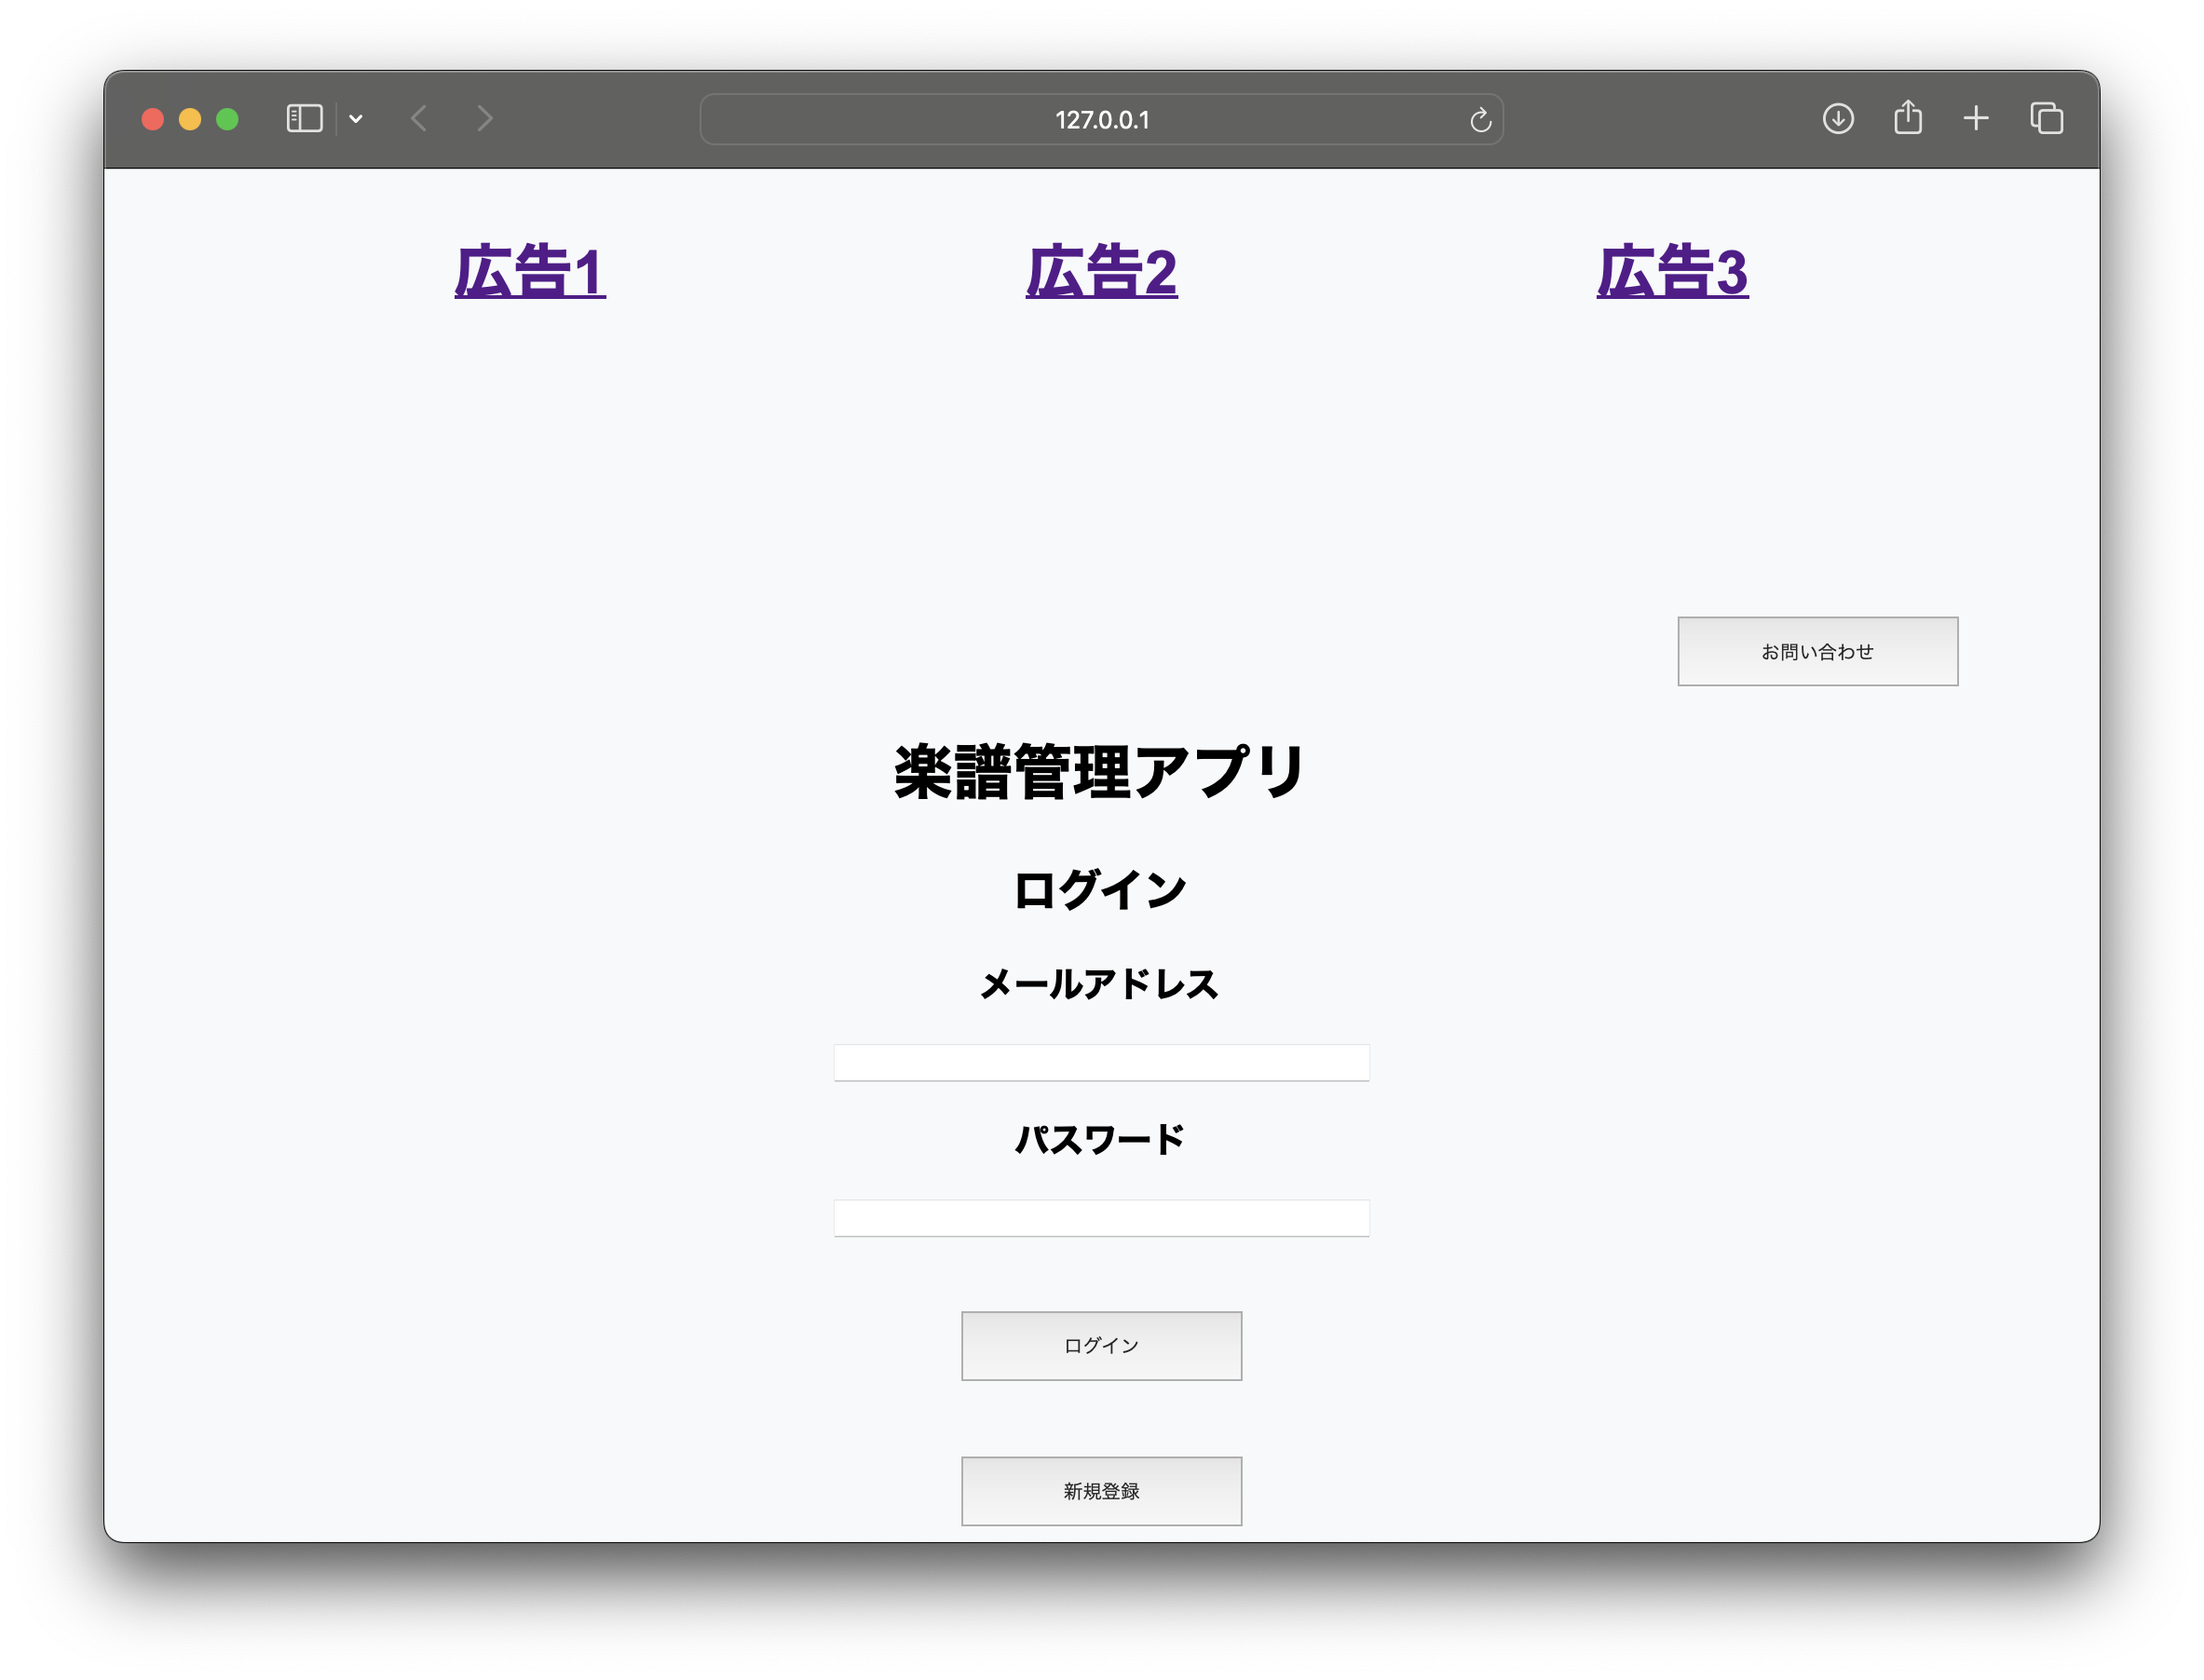 127.0.0.1
広告1 広告2 広告3
お問い合わせ
楽譜管理アプリ
ログイン
メールアドレス
パスワード
ログイン
新規登録